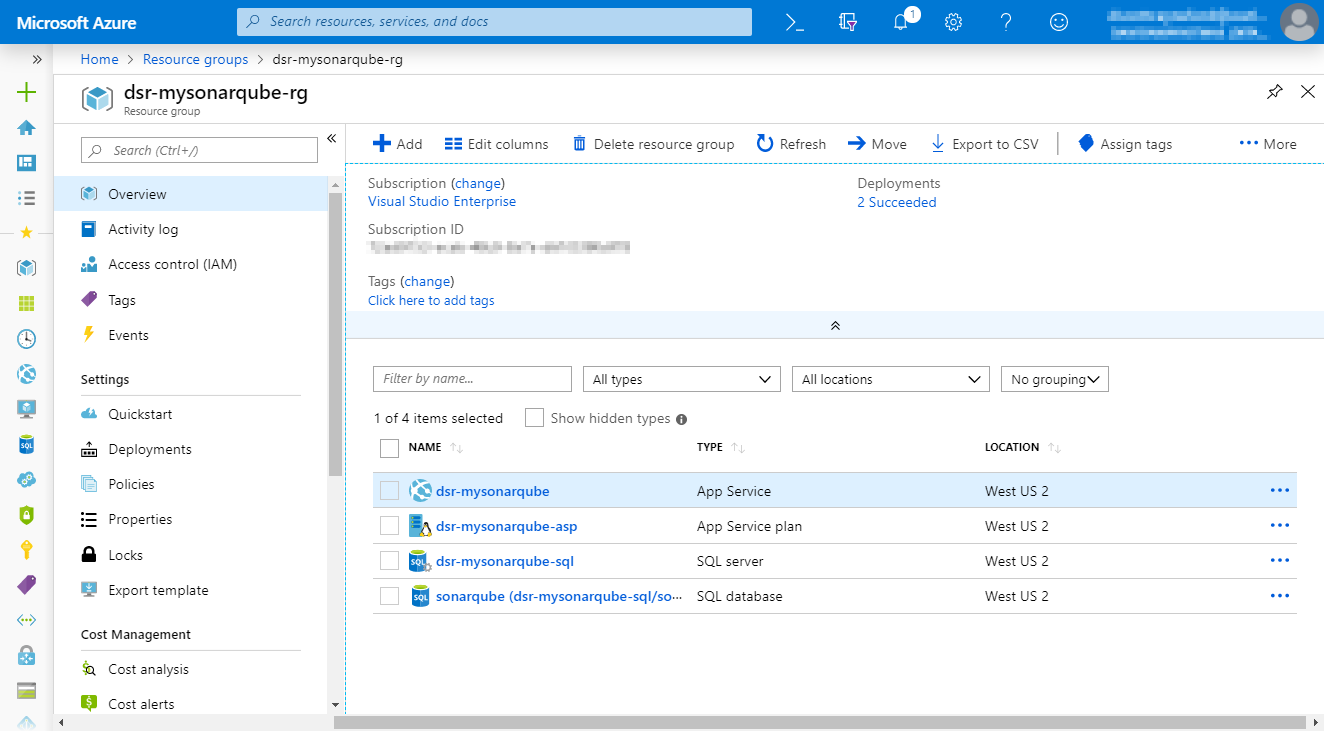 Microsoft Azure
Search resources, services, and docs
1
Home > Resource groups > dsr-mysonarqube-rg
dsr-mysonarqube-rg
Resource group
Search (Ctrl+/)
Overview
Activity log
Access control (IAM)
Tags
Events
Settings
Quickstart
Deployments
Policies
Properties
Locks
Export template
Cost Management
Cost analysis
Cost alerts
Add
Edit columns
Delete resource group
Refresh
Move
Export to CSV
Assign tags
More
Subscription (change)
Visual Studio Enterprise
Subscription ID
Tags (change)
Click here to add tags
Deployments
2 Succeeded
Filter by name...
All types
All locations
No grouping
1 of 4 items selected
Show hidden types
NAME TYPE LOCATION
dsr-mysonarqube App Service West US 2
dsr-mysonarqube-asp App Service plan West US 2
SQL dsr-mysonarqube-sql SQL server West US 2
SQL sonarqube (dsr-mysonarqube-sql/so... SQL database West US 2
SQL